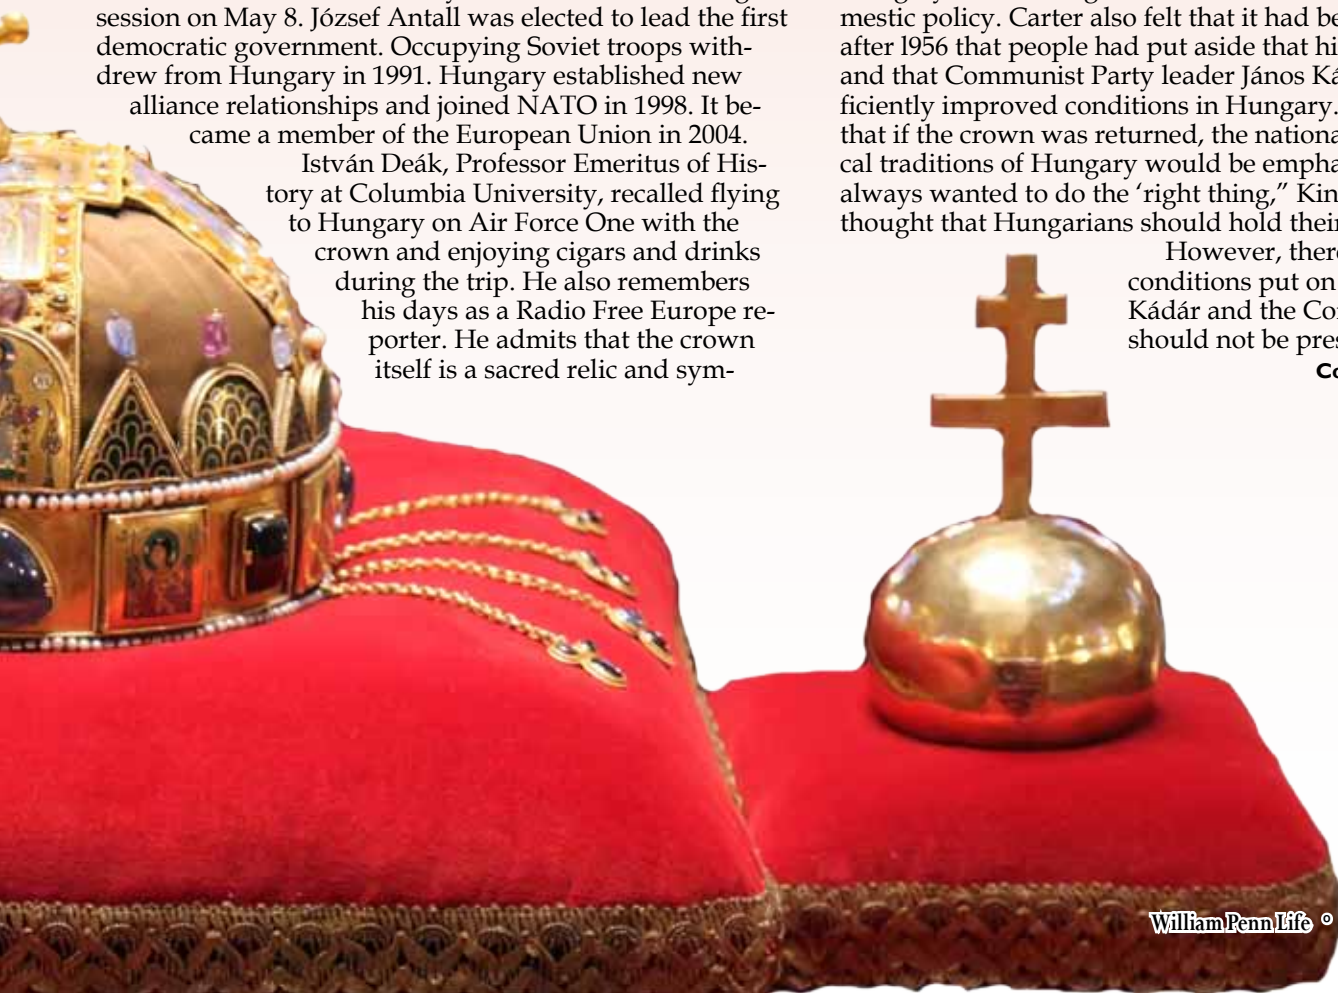 session on May 8. József Antall was elected to lead the first
democratic government. Occupying Soviet troops with-
drew from Hungary in 1991. Hungary established new
alliance relationships and joined NATO in 1998. It be-
came a member of the European Union in 2004.
István Deák, Professor Emeritus of His-
tory at Columbia University, recalled flying
to Hungary on Air Force One with the
crown and enjoying cigars and drinks
during the trip. He also remembers
his days as a Radio Free Europe re-
porter. He admits that the crown
itself is a sacred relic and sym-
mestic policy. Carter also felt that it had be
after l956 that people had put aside that hi
and that Communist Party leader János Ká
ficiently improved conditions in Hungary.
that if the crown was returned, the nationa
cal traditions of Hungary would be empha
always wanted to do the ‘right thing,” Kin
thought that Hungarians should hold their
However, there
conditions put on
Kádár and the Co
should not be pres
Co
William Penn Life °